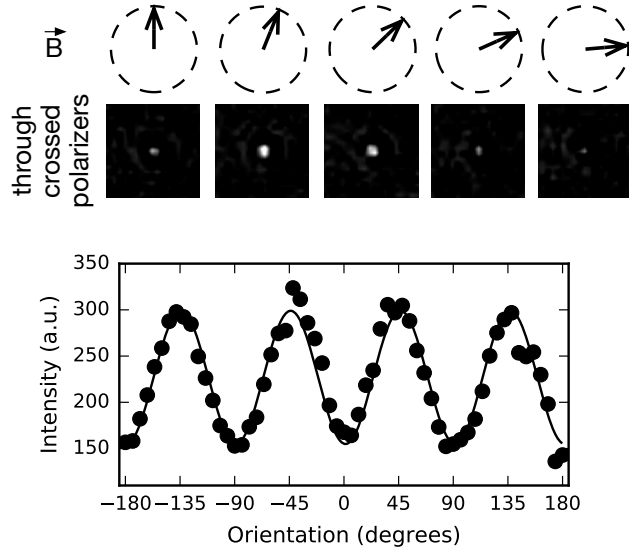 B
through
crossed
polarizers
350
300
250
200
150
Intensity (a.u.)
−180 −135 −90 −45 0 45 90 135 180
Orientation (degrees)